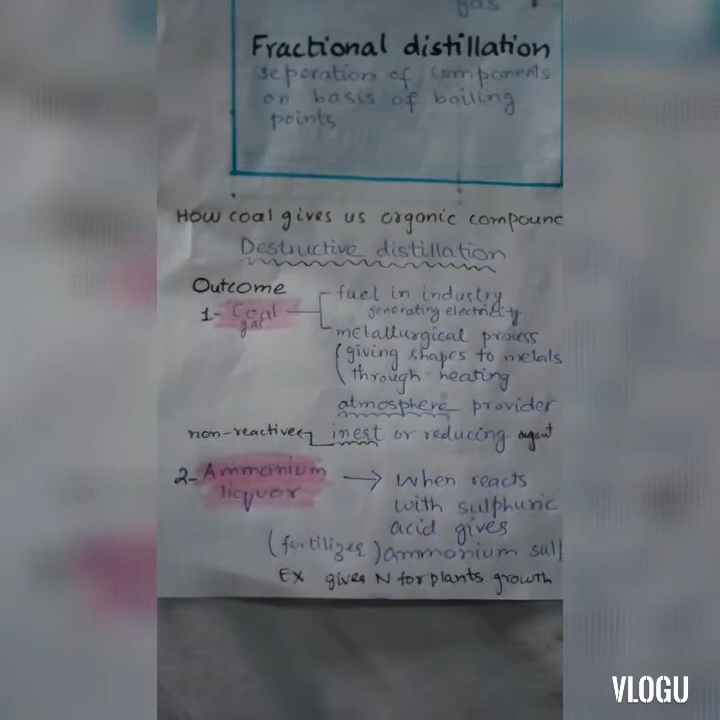 gas
Fractional distillation
seperation of components
on basis of boiling
points
How coal gives us organic compounc
Destructive distillation
Outcome
1- Coal gas
fuel in industry
generating electricity
metallurgical process
(giving shapes to metals
through heating
atmosphere provider
non-reactive inert or reducing agent
2- Ammonium
liquor → when reacts
with sulphuric
acid gives
(fertilizer) ammonium sulf
EX gives N for plants growth
VLOGU